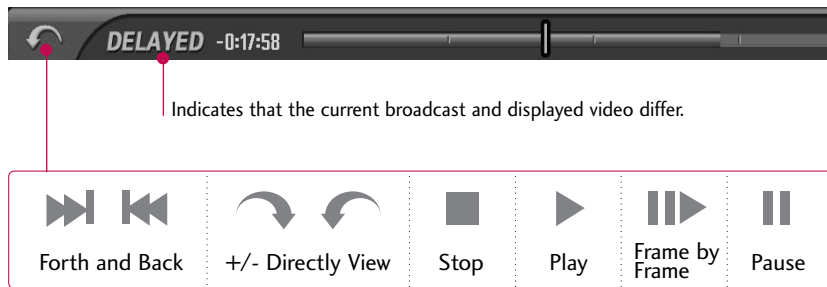 DELAYED -0:17:58
Indicates that the current broadcast and displayed video differ.
Forth and Back
+/- Directly View
Stop
Play
Frame by
Frame
Pause